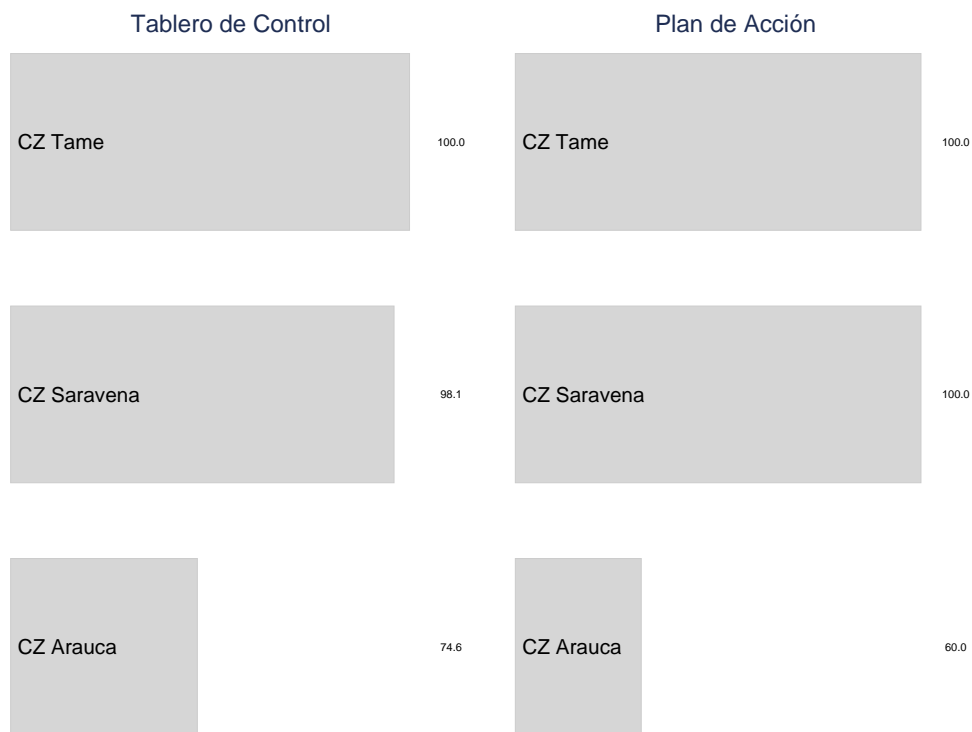 Tablero de Control
CZ Tame 100.0
CZ Saravena 98.1
CZ Arauca 74.6
Plan de Acción
CZ Tame 100.0
CZ Saravena 100.0
CZ Arauca 60.0